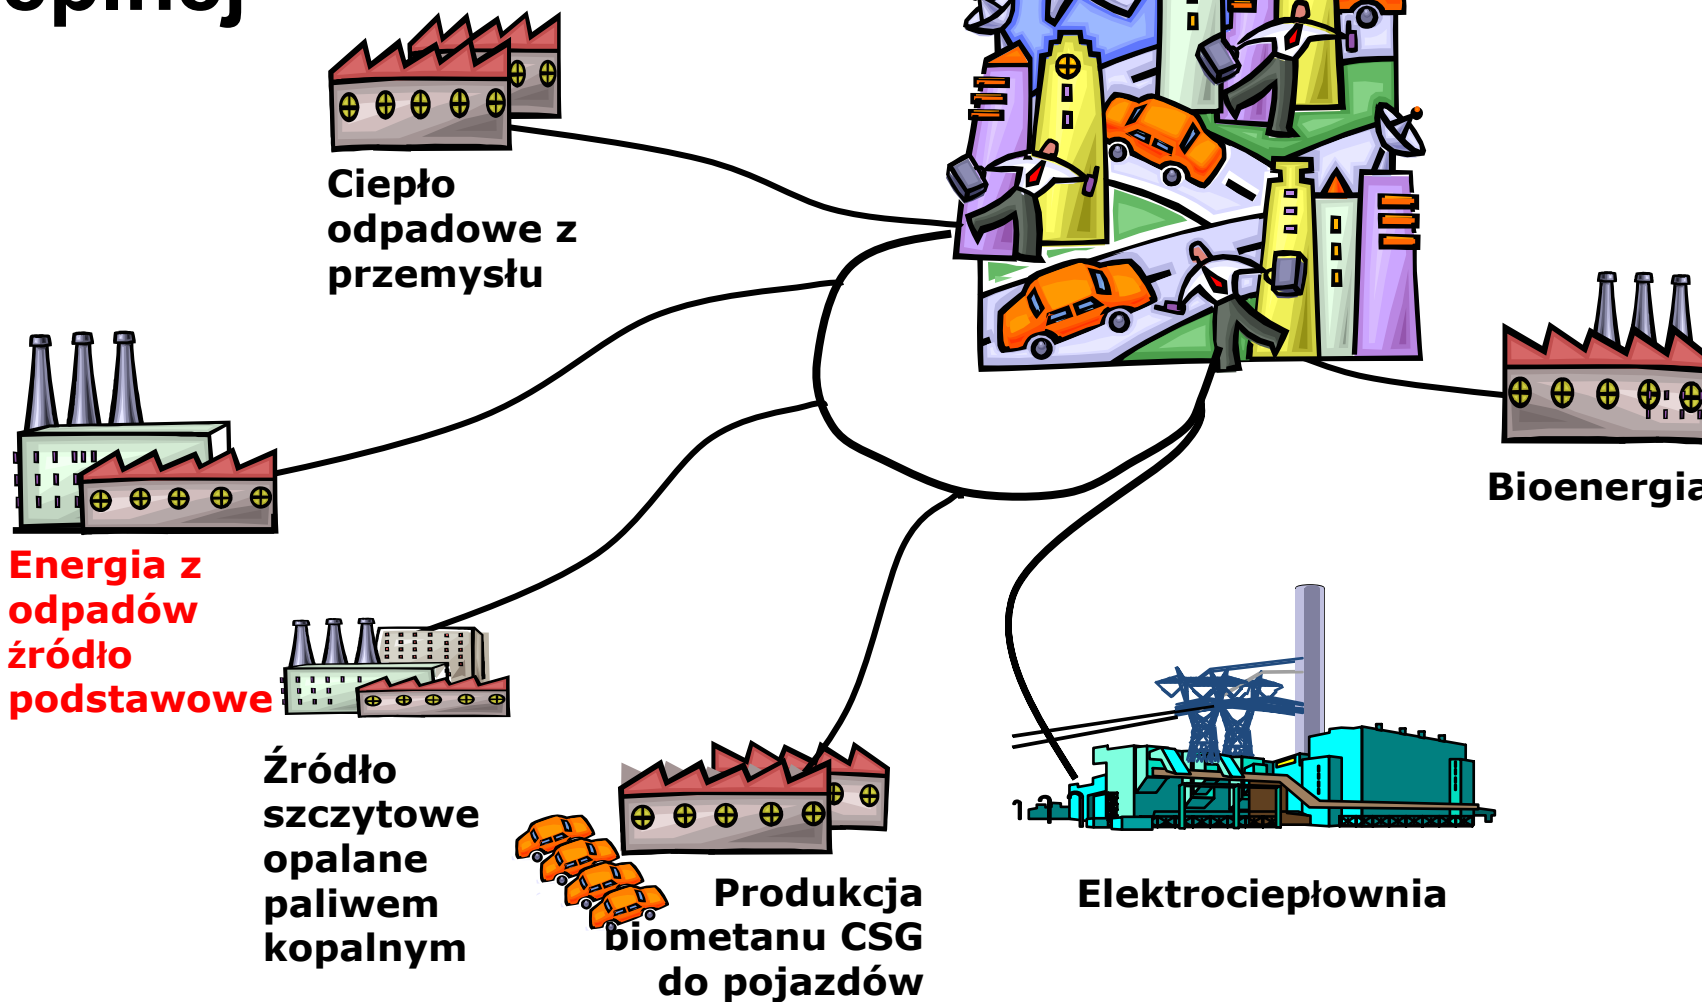 Ciepło
odpadowe z
przemysłu
Bioenergia
Energia z
odpadów
źródło
podstawowe
Źródło
szczytowe
opalane
paliwem
kopalnym
Produkcja
biometanu CSG
do pojazdów
Elektrociepłownia